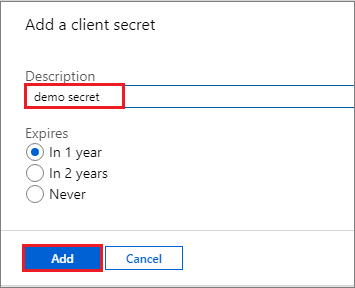 Add a client secret
Description
demo secret
Expires
In 1 year
In 2 years
Never
Add Cancel